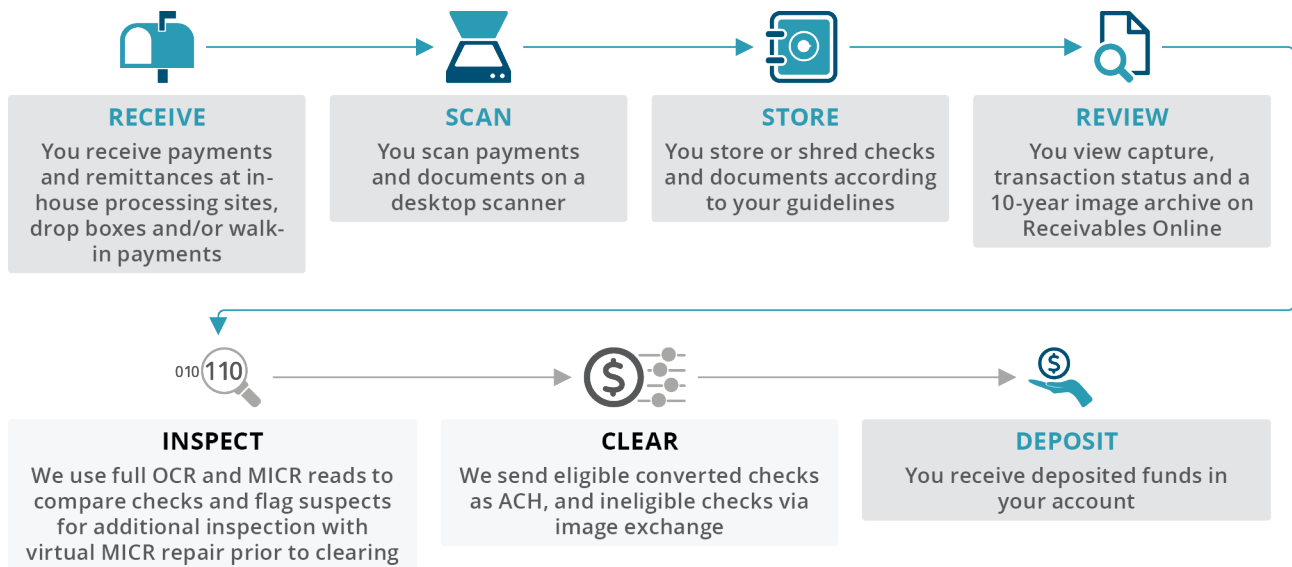 RECEIVE
You receive payments
and remittances at in-
house processing sites,
drop boxes and/or walk-
in payments
SCAN
You scan payments
and documents on a
desktop scanner
STORE
You store or shred checks
and documents according
to your guidelines
REVIEW
You view capture,
transaction status and a
10-year image archive on
Receivables Online
010 110
INSPECT
We use full OCR and MICR reads to
compare checks and flag suspects
for additional inspection with
virtual MICR repair prior to clearing
$
CLEAR
We send eligible converted checks
as ACH, and ineligible checks via
image exchange
$
DEPOSIT
You receive deposited funds in
your account